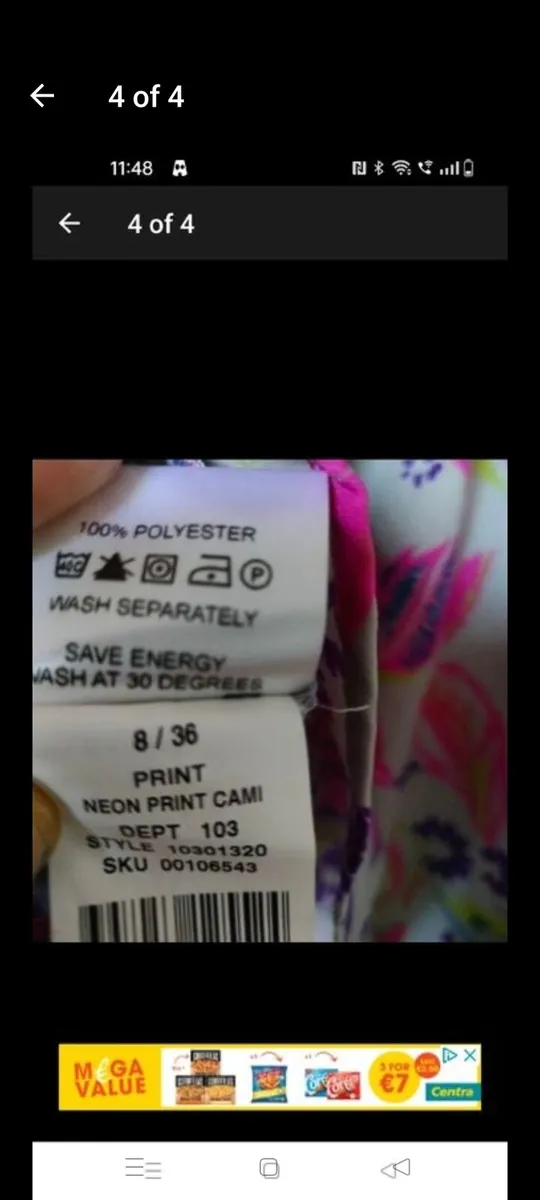 4 of 4
11:48
4 of 4
100% POLYESTER
40C
P
WASH SEPARATELY
SAVE ENERGY
WASH AT 30 DEGREES
8 / 36
PRINT
NEON PRINT CAMI
DEPT 103
STYLE 10301320
SKU 00106543
MEGA
VALUE
3 FOR
€7
Centra